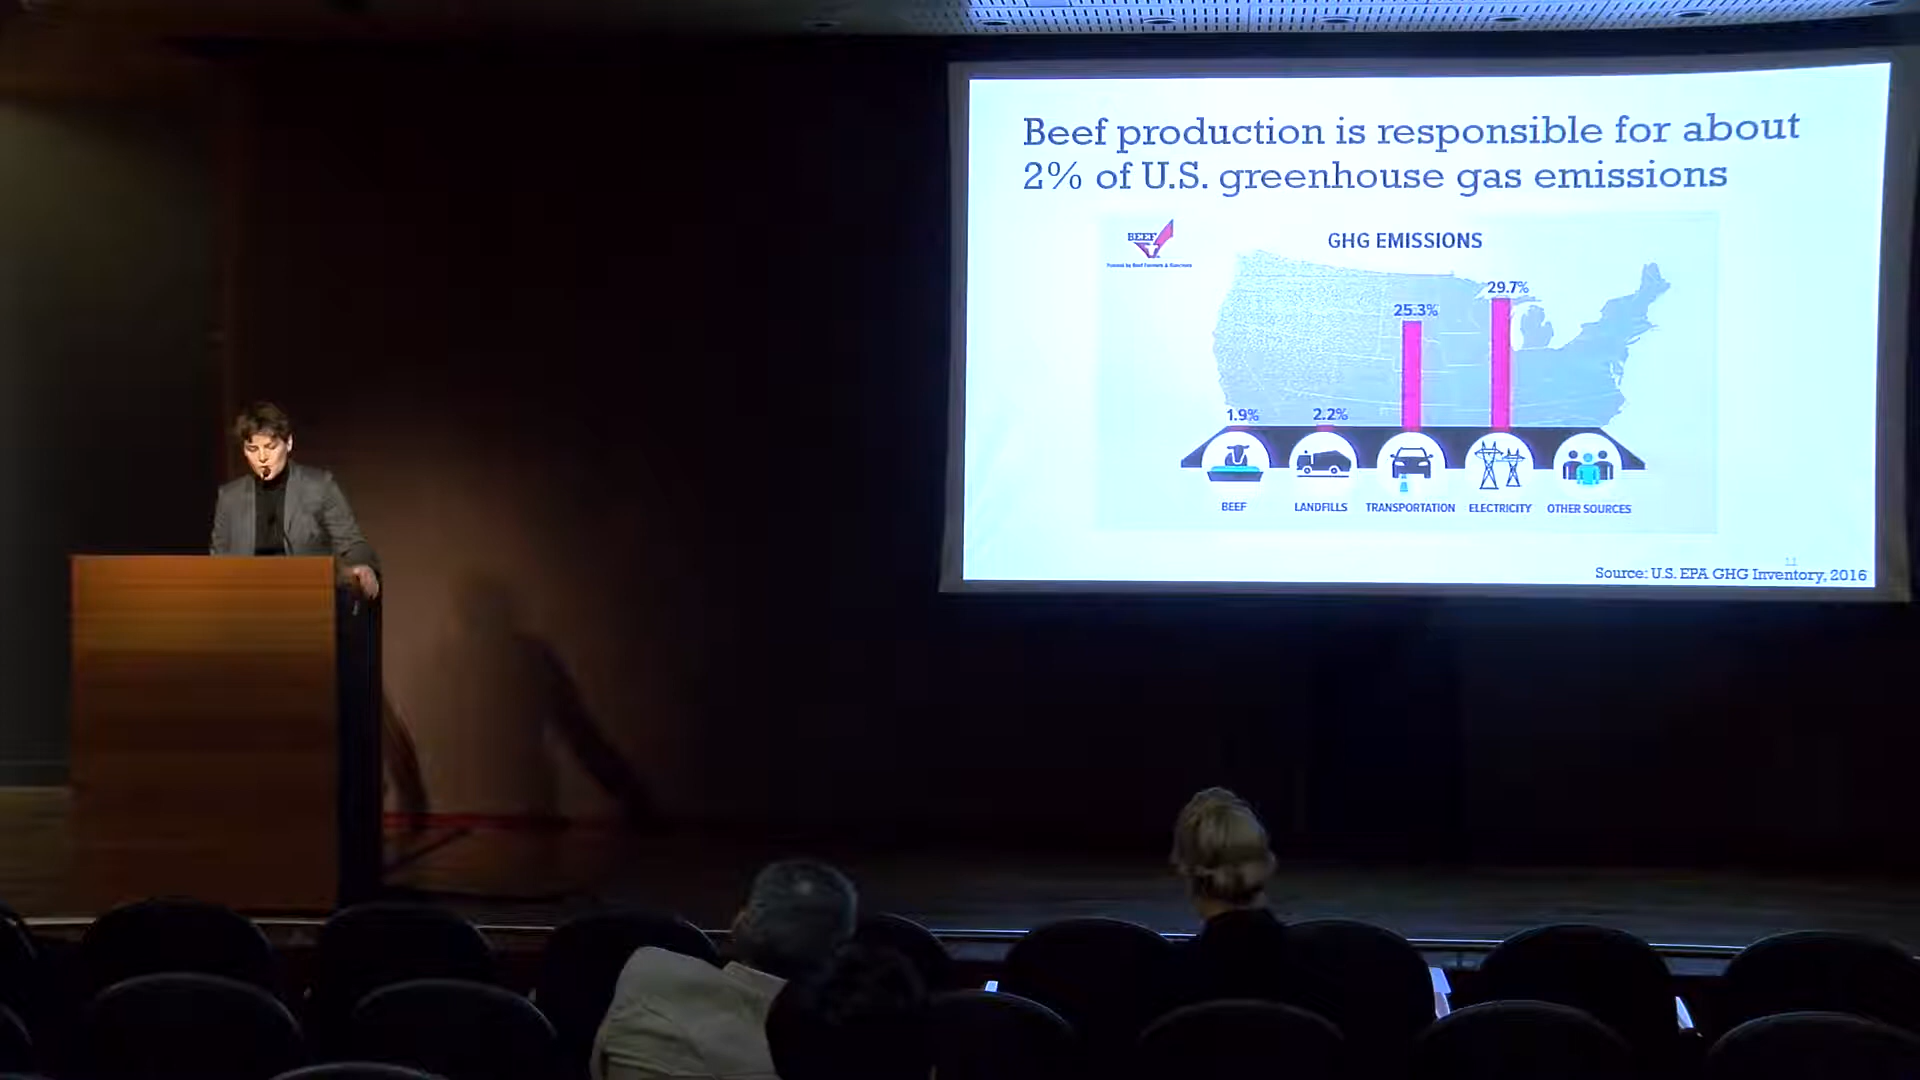 Beef production is responsible for about
2% of U.S. greenhouse gas emissions
BEEF
GHG EMISSIONS
29.7%
25.3%
1.9%
2.2%
BEEF
LANDFILLS
TRANSPORTATION
ELECTRICITY
OTHER SOURCES
11
Source: U.S. EPA GHG Inventory, 2016